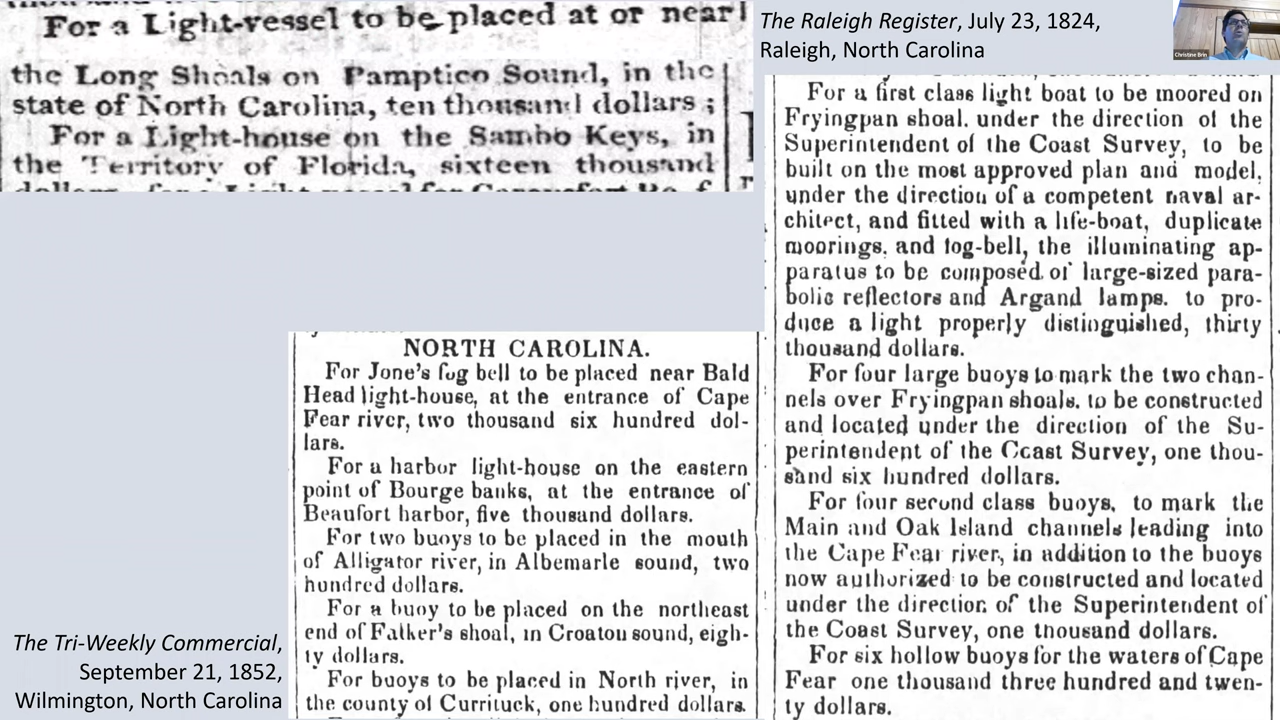 For a Light-vessel to be placed at or near
the Long Shoals on Pamptico Sound, in the
state of North Carolina, ten thousand dollars ;
For a Light-house on the Sambo Keys, in
the Territory of Florida, sixteen thousand
The Raleigh Register, July 23, 1824,
Raleigh, North Carolina
Christine Brin
NORTH CAROLINA.
For Jone's fog bell to be placed near Bald
Head light-house, at the entrance of Cape
Fear river, two thousand six hundred dol-
lars.
For a harbor light-house on the eastern
point of Bourge banks, at the entrance of
Beaufort harbor, five thousand dollars.
For two buoys to be placed in the mouth
of Alligator river, in Albemarle sound, two
hundred dollars.
For a buoy to be placed on the northeast
end of Falker's shoal, in Croatou sound, eigh-
ty dollars.
For buoys to be placed in North river, in
the county of Currituck, one hundred dollars.
The Tri-Weekly Commercial,
September 21, 1852,
Wilmington, North Carolina
For a first class light boat to be moored on
Fryingpan shoal. under the direction of the
Superintendent of the Coast Survey, to be
built on the most approved plan and model,
under the direction of a competent naval ar-
chitect, and fitted with a life-boat, duplicate
moorings, and fog-bell, the illuminating ap-
paratus to be composed of large-sized para-
bolic reflectors and Argand lamps. to pro-
duce a light properly distinguished, thirty
thousand dollars.
For four large buoys to mark the two chan-
nels over Fryingpan shoals. to be constructed
and located under the direction of the Su-
perintendent of the Coast Survey, one thou-
sand six hundred dollars.
For four second class buoys, to mark the
Main and Oak Island channels leading into
the Cape Fear river, in addition to the buoys
now authorized to be constructed and located
under the direction of the Superintendent of
the Coast Survey, one thousand dollars.
For six hollow buoys for the waters of Cape
Fear one thousand three hundred and twen-
ty dollars.